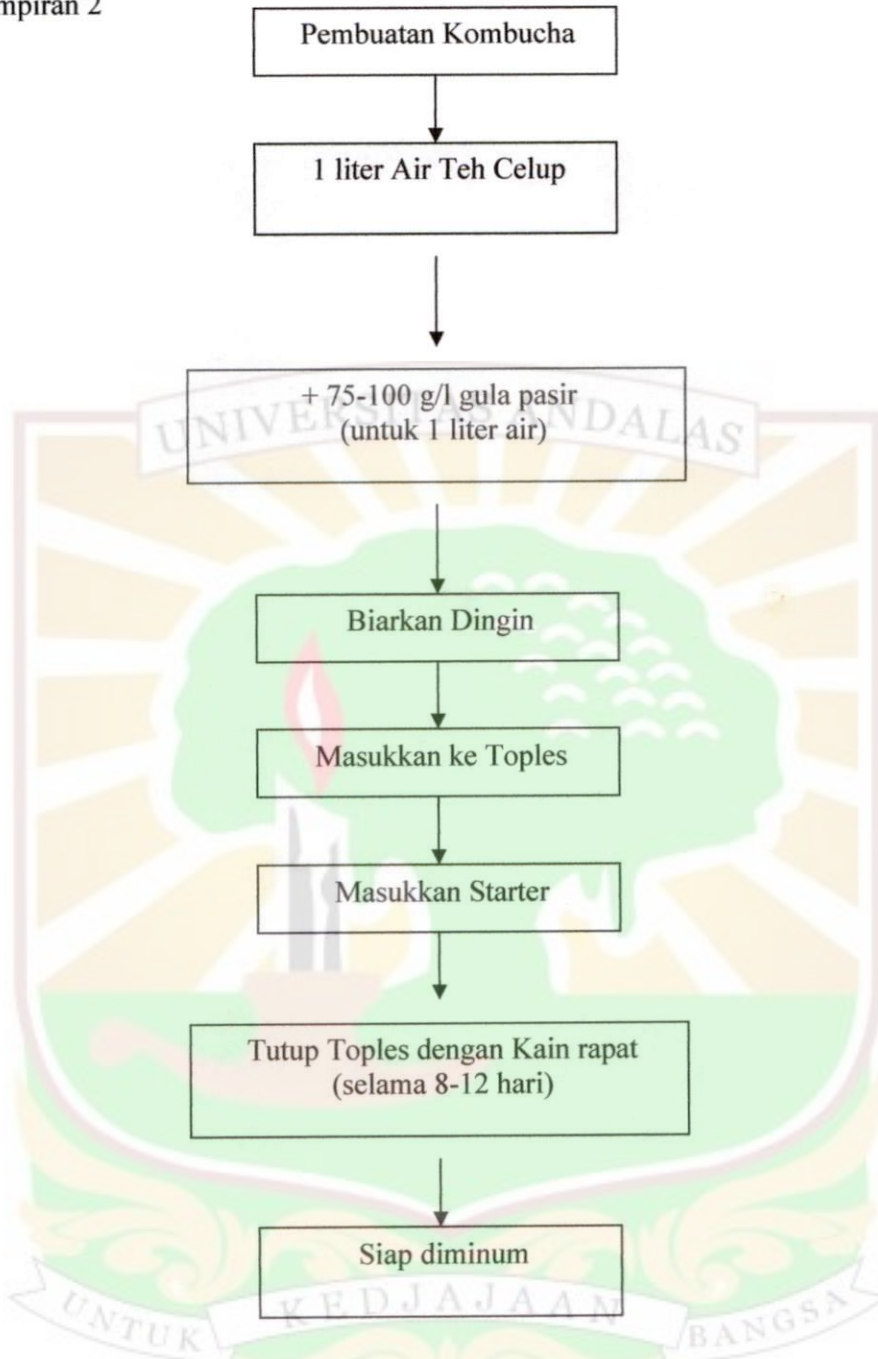 mpiran 2
Pembuatan Kombucha
1 liter Air Teh Celup
+ 75-100 g/l gula pasir
(untuk 1 liter air)
UNIVERSITAS ANDALAS
Biarkan Dingin
Masukkan ke Toples
Masukkan Starter
Tutup Toples dengan Kain rapat
(selama 8-12 hari)
Siap diminum
UNTUK KEDJAJAAN BANGSA